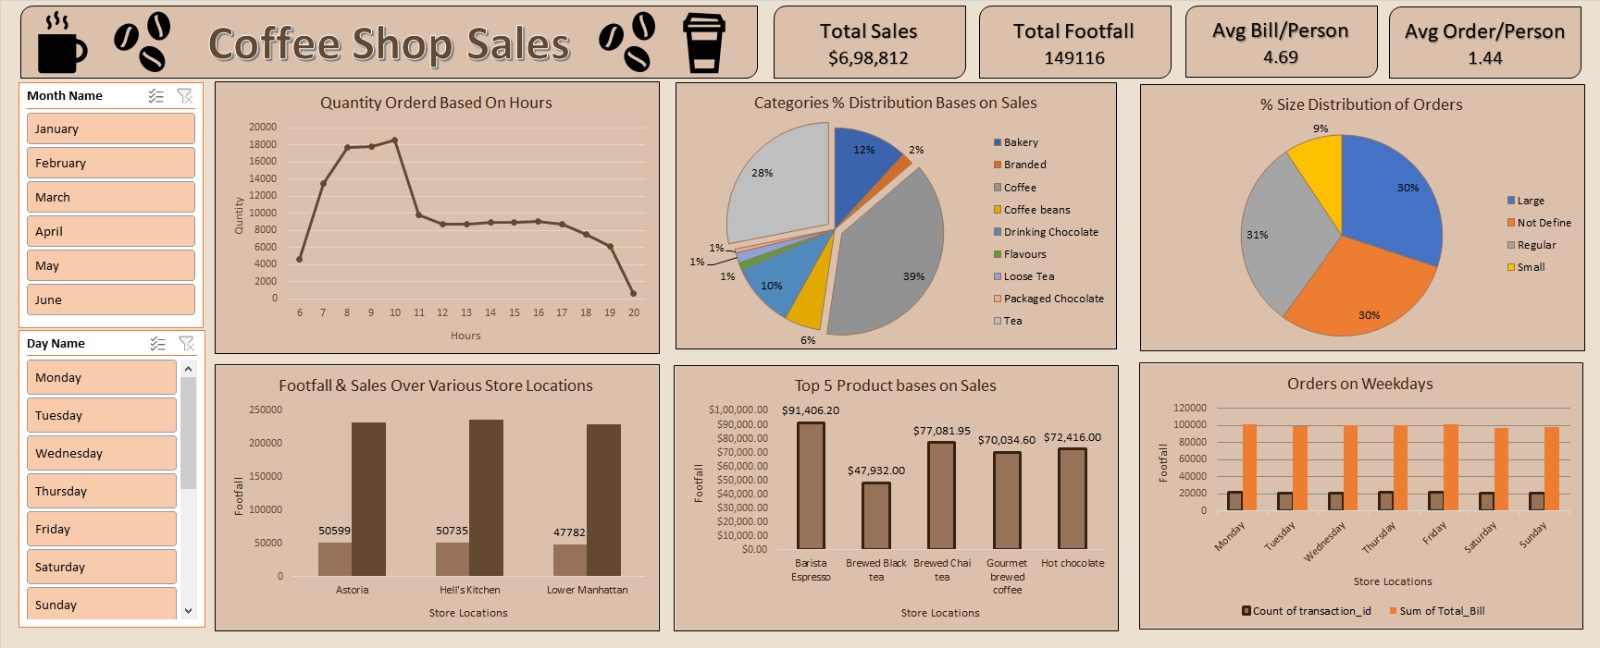 Coffee Shop Sales
Total Sales
$6,98,812
Total Footfall
149116
Avg Bill/Person
4.69
Avg Order/Person
1.44
Month Name
January
February
March
April
May
June
Day Name
Monday
Tuesday
Wednesday
Thursday
Friday
Saturday
Sunday
Quantity Orderd Based On Hours
20000
18000
16000
14000
12000
10000
8000
6000
4000
2000
0
Quntity
6 7 8 9 10 11 12 13 14 15 16 17 18 19 20
Hours
Categories % Distribution Bases on Sales
12%
2%
39%
6%
10%
1%
1%
1%
28%
Bakery
Branded
Coffee
Coffee beans
Drinking Chocolate
Flavours
Loose Tea
Packaged Chocolate
Tea
% Size Distribution of Orders
9%
30%
31%
30%
Large
Not Define
Regular
Small
Footfall & Sales Over Various Store Locations
250000
200000
150000
100000
50000
0
Footfall
50599
50735
47782
Astoria Hell's Kitchen Lower Manhattan
Store Locations
Top 5 Product bases on Sales
$1,00,000.00
$90,000.00
$80,000.00
$70,000.00
$60,000.00
$50,000.00
$40,000.00
$30,000.00
$20,000.00
$10,000.00
$0.00
Footfall
$91,406.20
$47,932.00
$77,081.95
$70,034.60
$72,416.00
Barista
Espresso
Brewed Black
tea
Brewed Chai
tea
Gourmet
brewed
coffee
Hot chocolate
Store Locations
Orders on Weekdays
120000
100000
80000
60000
40000
20000
0
Footfall
Monday
Tuesday
Wednesday
Thursday
Friday
Saturday
Sunday
Store Locations
Count of transaction_id Sum of Total_Bill